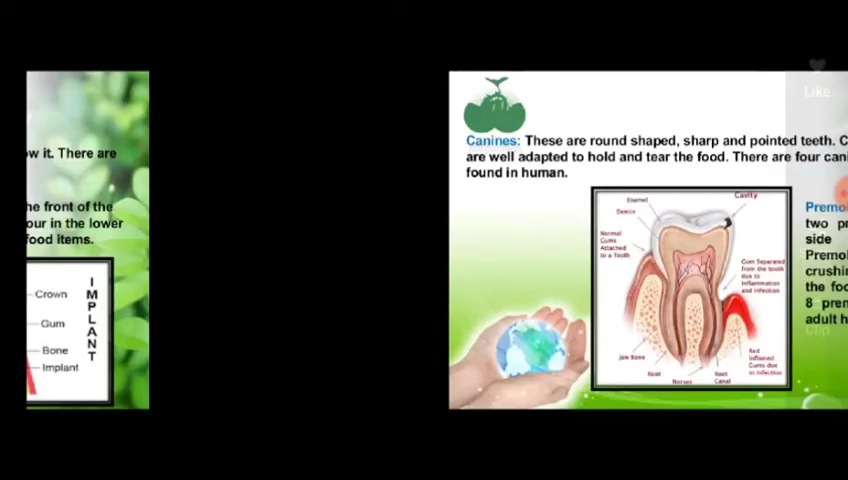 ow it. There are
he front of the
our in the lower
food items.
Crown
Gum
Bone
Implant
IMPLANT
Canines: These are round shaped, sharp and pointed teeth. C
are well adapted to hold and tear the food. There are four cani
found in human.
Enamel
Dentin
Normal
Gums
Attached
to a Tooth
Cavity
Gum Separated
from the tooth
due to
Inflammation
and Infection
Jaw Bone
Root
Nerves
Root
Canal
Red
Inflamed
Gums due
to Infection
Premol
two pr
side
Premol
crushin
the foo
8 prem
adult h
Like
Clip